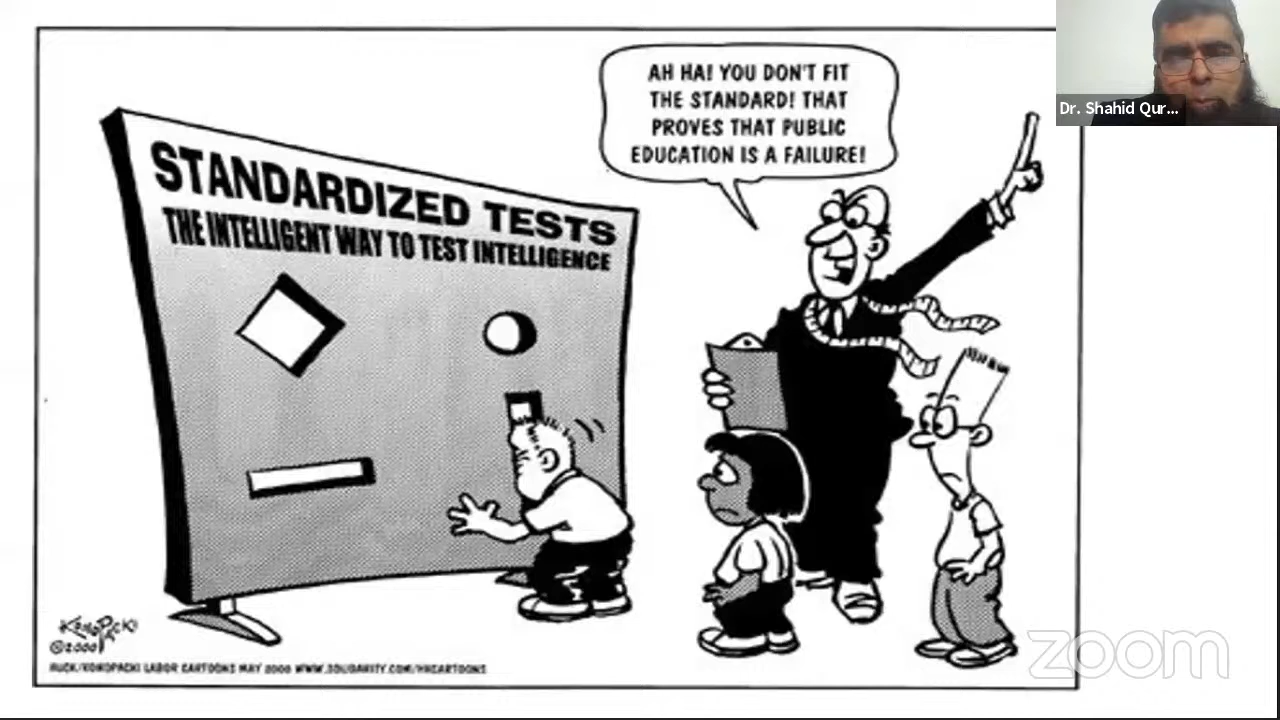 STANDARDIZED TESTS
THE INTELLIGENT WAY TO TEST INTELLIGENCE
AH HA! YOU DON'T FIT
THE STANDARD! THAT
PROVES THAT PUBLIC
EDUCATION IS A FAILURE!
Dr. Shahid Qur...
KONOPACKI
©2000
HUCK/KONOPACKI LABOR CARTOONS MAY 2000 WWW.SOLIDARITY.COM/HKCARTOONS
zoom